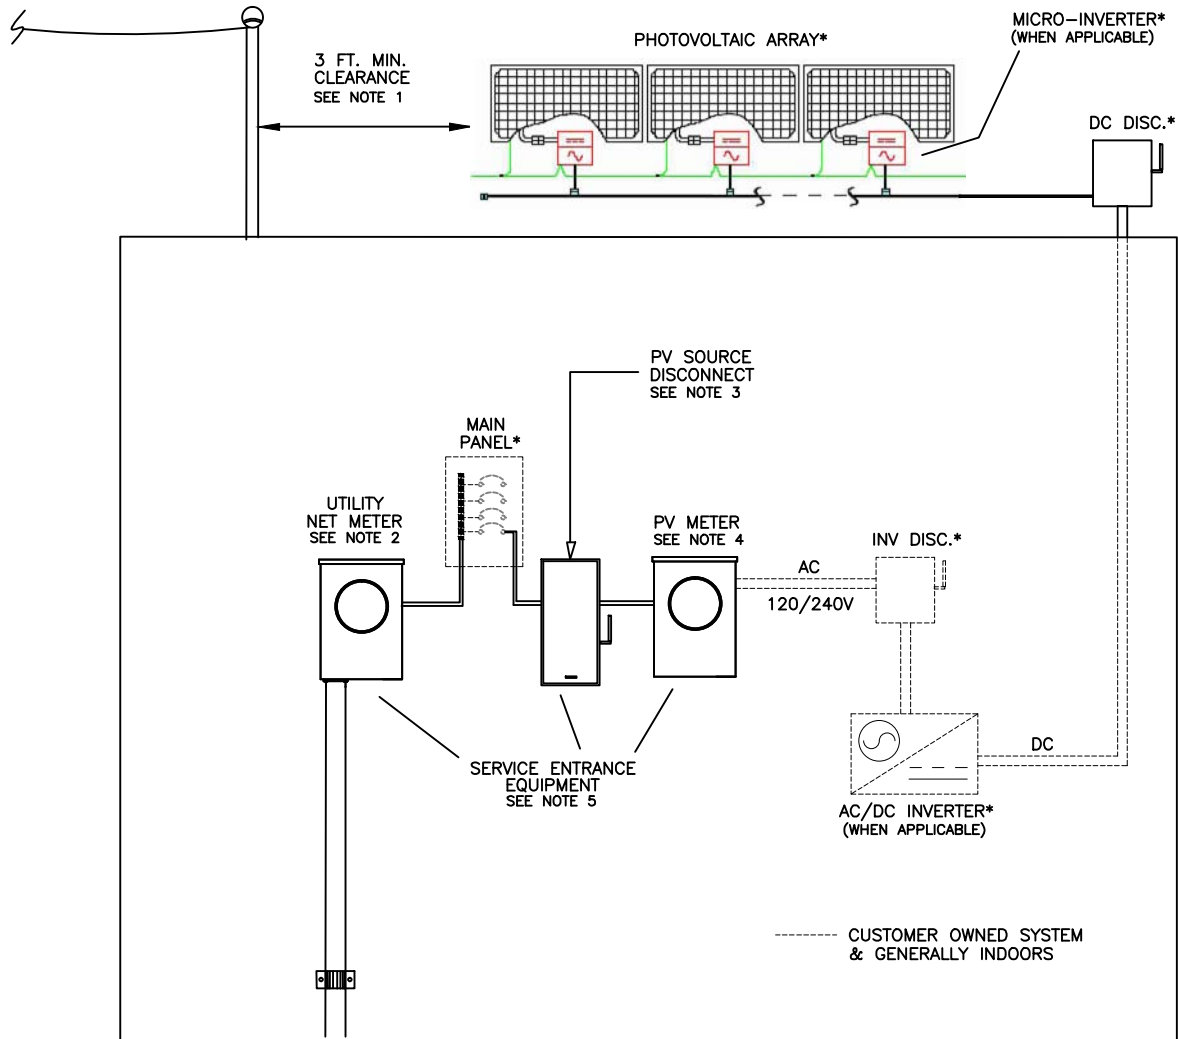 3 FT. MIN.
CLEARANCE
SEE NOTE 1
PHOTOVOLTAIC ARRAY*
MICRO-INVERTER*
(WHEN APPLICABLE)
DC DISC.*
PV SOURCE
DISCONNECT
SEE NOTE 3
MAIN
PANEL*
UTILITY
NET METER
SEE NOTE 2
PV METER
SEE NOTE 4
INV DISC.*
AC
120/240V
SERVICE ENTRANCE
EQUIPMENT
SEE NOTE 5
DC
AC/DC INVERTER*
(WHEN APPLICABLE)
CUSTOMER OWNED SYSTEM
& GENERALLY INDOORS